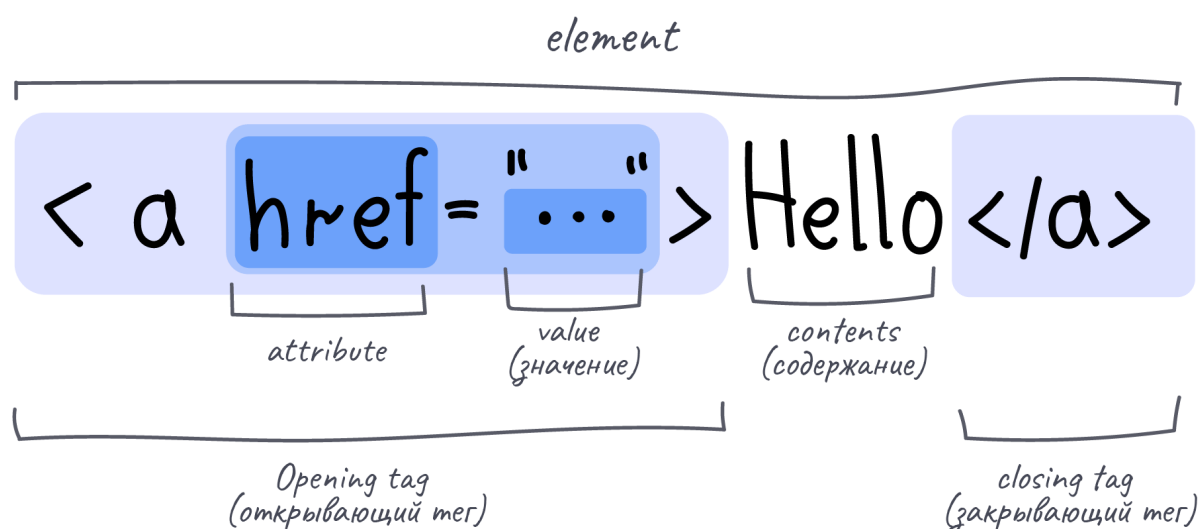 element
<a href="...">Hello</a>
attribute
value
(значение)
contents
(содержание)
Opening tag
(открывающий тег)
closing tag
(закрывающий тег)